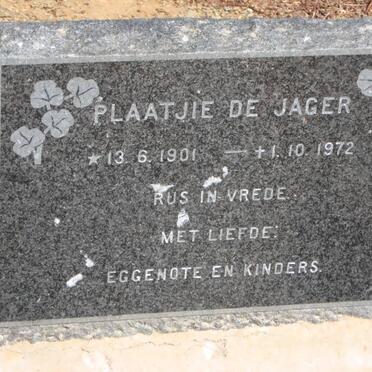 PLAATJIE DE JAGER
* 13.6.1901 — + 1.10.1972
RUS IN VREDE.
MET LIEFDE:
EGGENOTE EN KINDERS.